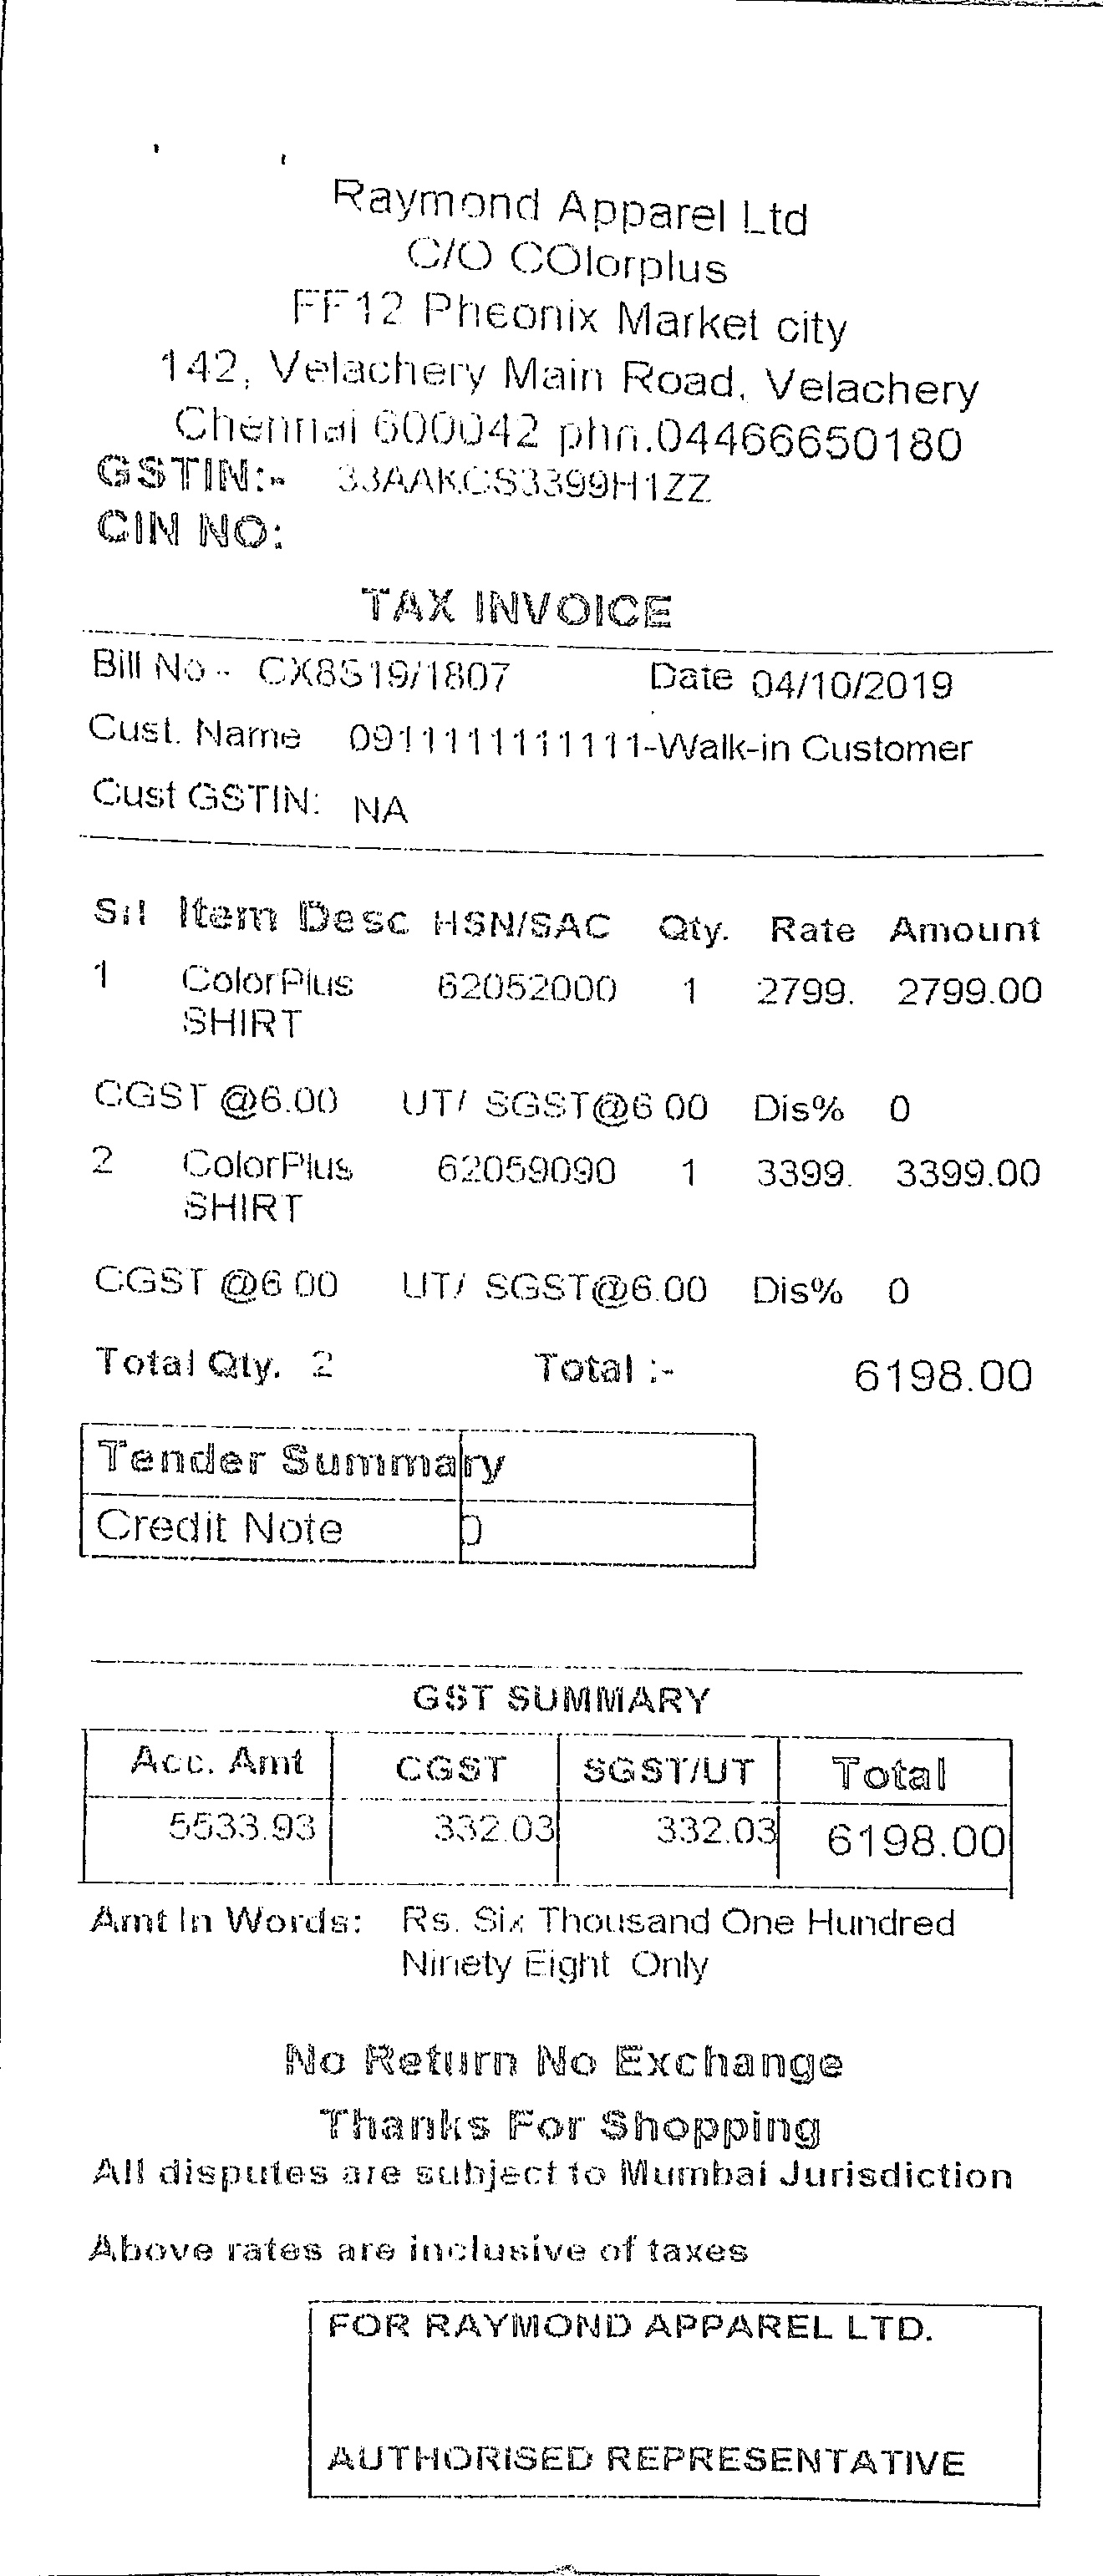 Raymond Apparel Ltd
C/O COlorplus
FF12 Pheonix Market city
142, Velachery Main Road, Velachery
Chennai 600042 phn.04466650180
GSTIN:- 33AAKCS3399H1ZZ
CIN NO:
TAX INVOICE
Bill No - CX8S19/1807 Date 04/10/2019
Cust. Name 0911111111111-Walk-in Customer
Cust GSTIN: NA
Srl Item Desc HSN/SAC Qty. Rate Amount
1 ColorPlus 62052000 1 2799. 2799.00
SHIRT
CGST @6.00 UT/ SGST@6.00 Dis% 0
2 ColorPlus 62059090 1 3399. 3399.00
SHIRT
CGST @6.00 UT/ SGST@6.00 Dis% 0
Total Qty. 2 Total :- 6198.00
Tender Summary
Credit Note 0
GST SUMMARY
Acc. Amt CGST SGST/UT Total
5533.93 332.03 332.03 6198.00
Amt In Words: Rs. Six Thousand One Hundred
Ninety Eight Only
No Return No Exchange
Thanks For Shopping
All disputes are subject to Mumbai Jurisdiction
Above rates are inclusive of taxes
FOR RAYMOND APPAREL LTD.
AUTHORISED REPRESENTATIVE